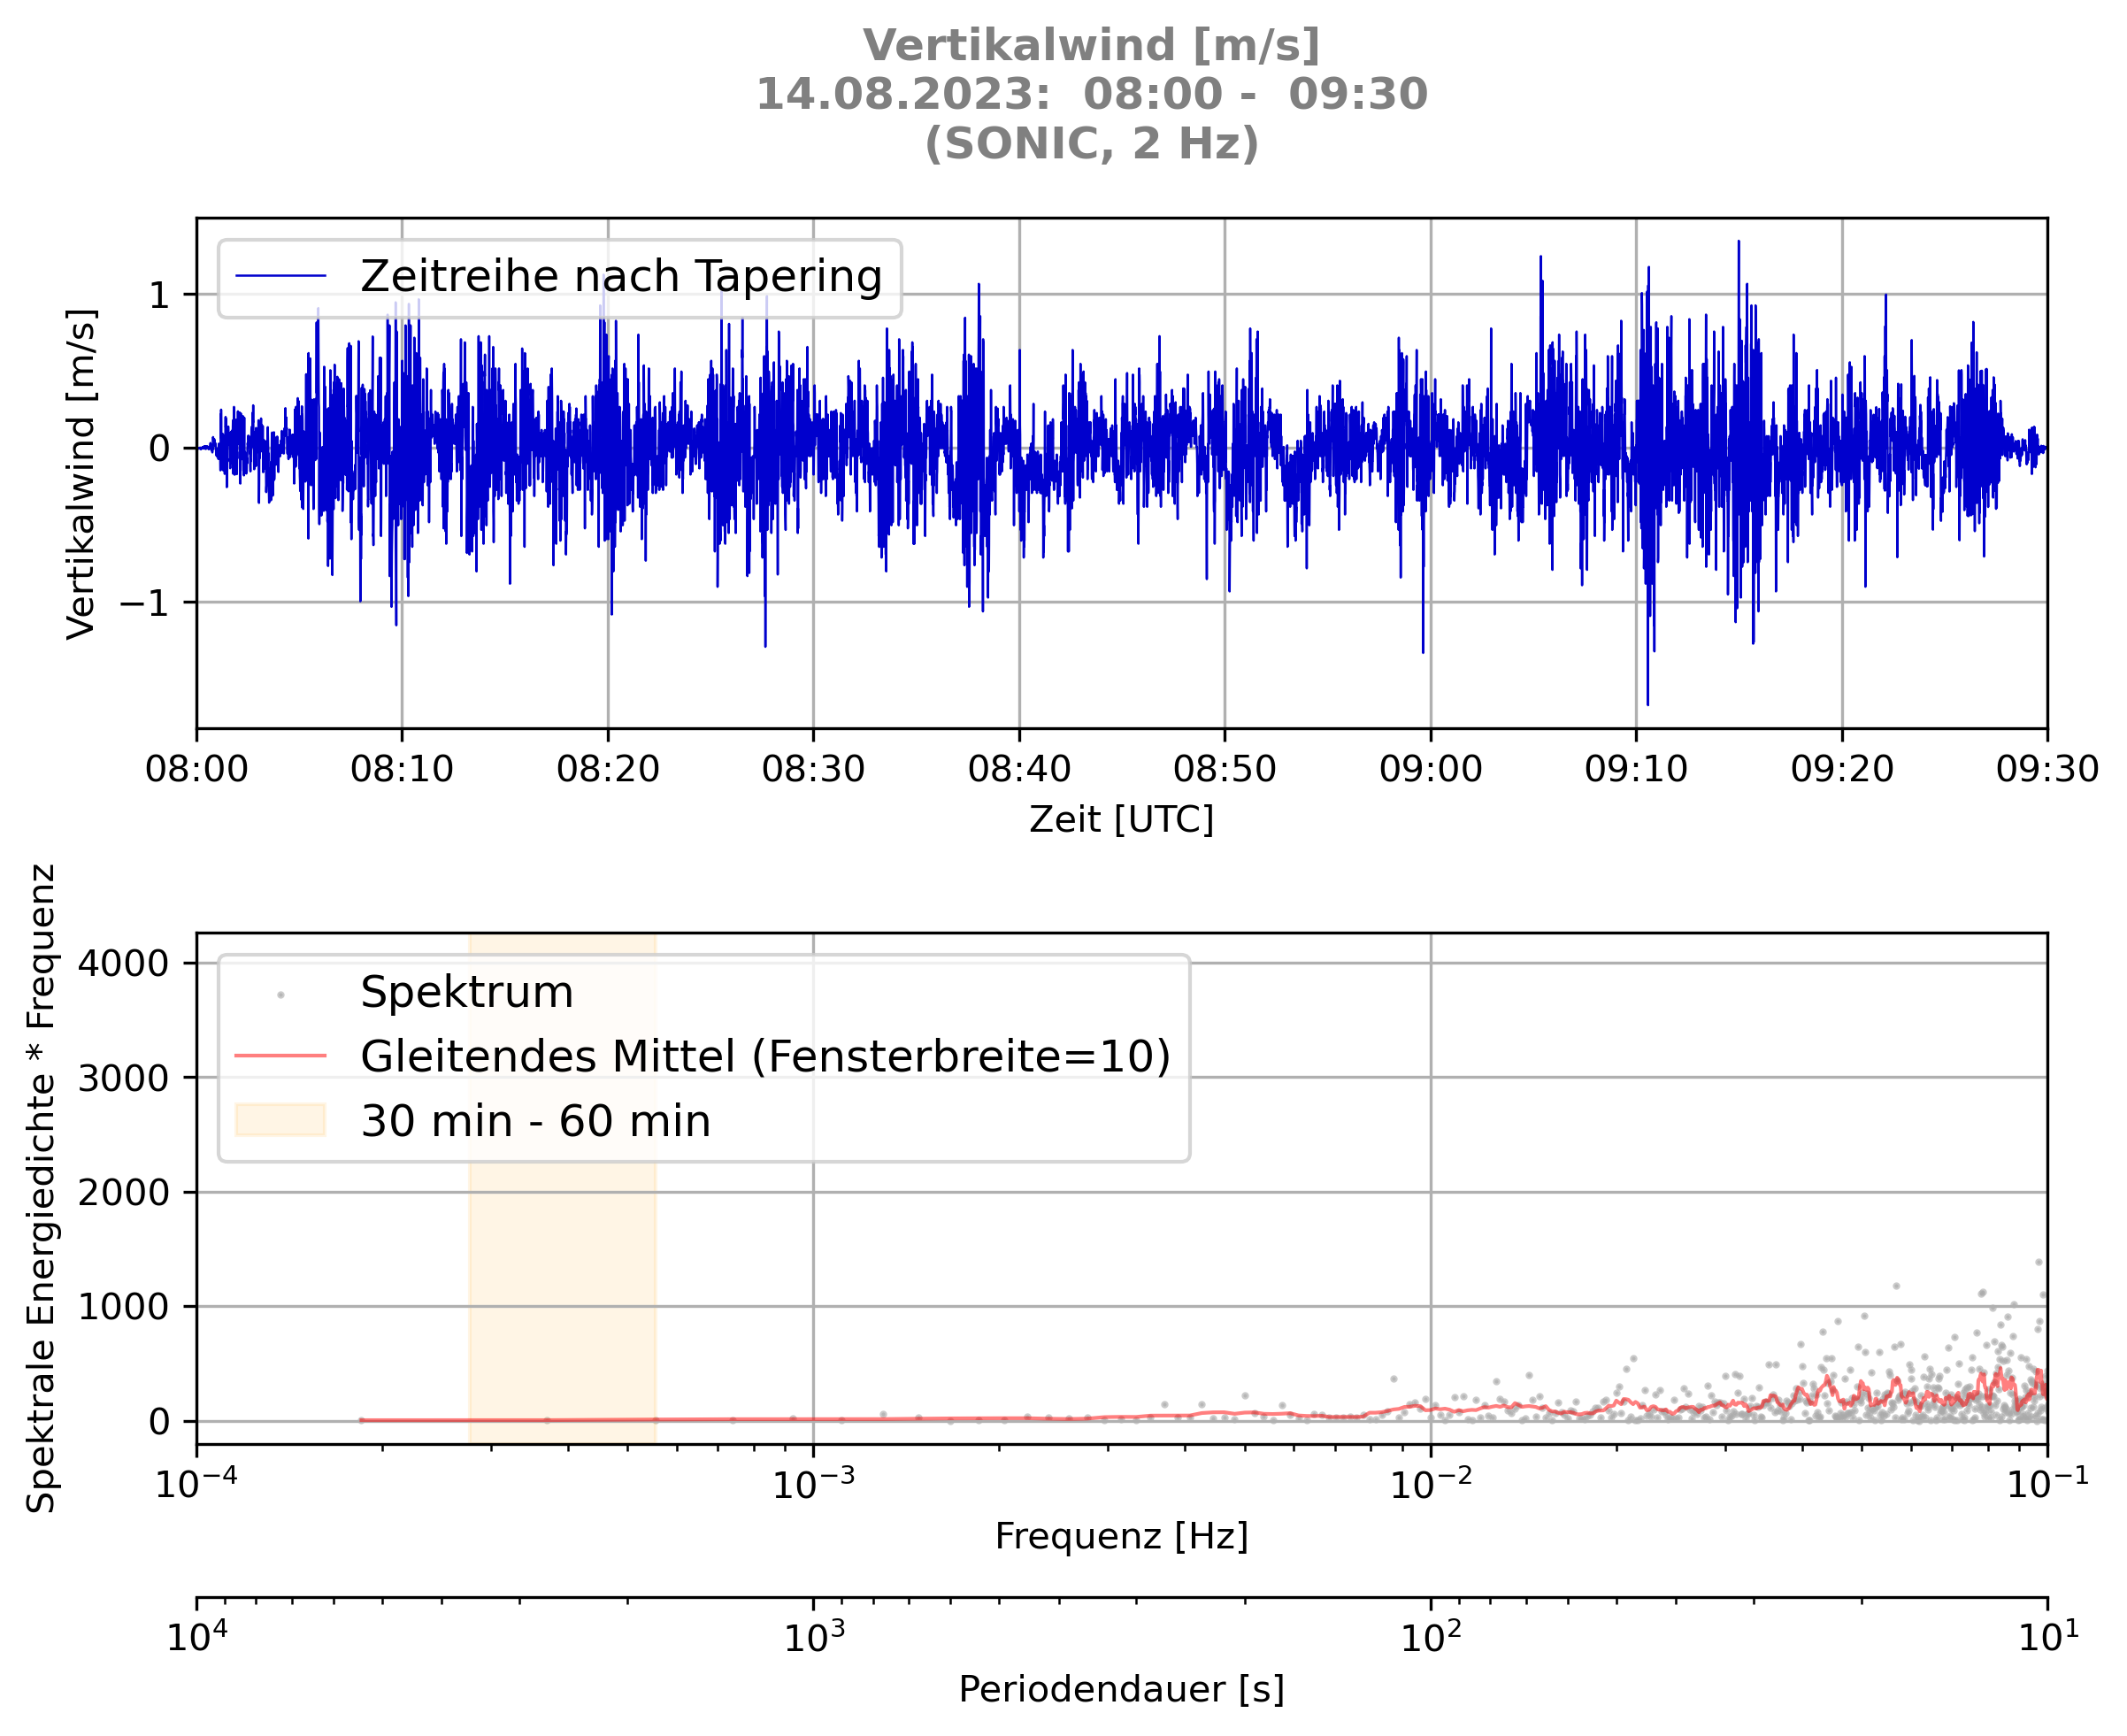 Vertikalwind [m/s]
14.08.2023:  08:00 -  09:30
(SONIC, 2 Hz)
Zeitreihe nach Tapering
Vertikalwind [m/s]
1
0
−1
08:00 08:10 08:20 08:30 08:40 08:50 09:00 09:10 09:20 09:30
Zeit [UTC]
Spektrale Energiedichte * Frequenz
4000
3000
2000
1000
0
Spektrum
Gleitendes Mittel (Fensterbreite=10)
30 min - 60 min
10⁻⁴ 10⁻³ 10⁻² 10⁻¹
Frequenz [Hz]
10⁴ 10³ 10² 10¹
Periodendauer [s]